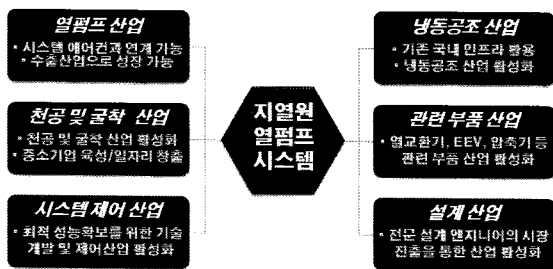 열펌프 산업
• 시스템 에어컨과 연계 가능
• 수출산업으로 성장 가능
천공 및 굴착 산업
• 천공 및 굴착 산업 활성화
• 중소기업 육성/일자리 창출
시스템 제어 산업
• 최적 성능확보를 위한 기술
개발 및 제어산업 활성화
지열원
열펌프
시스템
냉동공조 산업
• 기존 국내 인프라 활용
• 냉동공조 산업 활성화
관련 부품 산업
• 열교환기, EEV, 압축기 등
관련 부품 산업 활성화
설계 산업
• 전문 설계 엔지니어의 시장
진출을 통한 산업 활성화